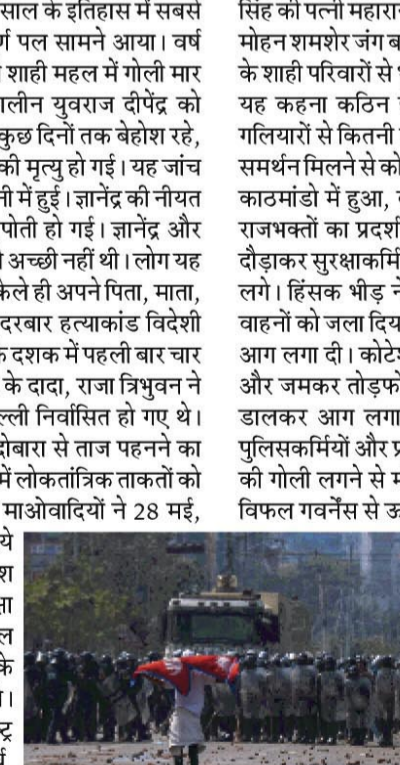 साल के इतिहास में सबसे
र्ण पल सामने आया। वर्ष
शाही महल में गोली मार
ालीन युवराज दीपेंद्र को
कुछ दिनों तक बेहोश रहे,
की मृत्यु हो गई। यह जांच
नी में हुई। ज्ञानेंद्र की नीयत
पोती हो गई। ज्ञानेंद्र और
अच्छी नहीं थी। लोग यह
केले ही अपने पिता, माता,
दरबार हत्याकांड विदेशी
क दशक में पहली बार चार
के दादा, राजा त्रिभुवन ने
ल्ली निर्वासित हो गए थे।
दोबारा से ताज पहनने का
में लोकतांत्रिक ताकतों को
माओवादियों ने 28 मई,
ये
श
क्षा
ल
के
।
ट्र
सिंह की पत्नी महारा
मोहन शमशेर जंग ब
के शाही परिवारों से
यह कहना कठिन
गलियारों से कितनी
समर्थन मिलने से को
काठमांडो में हुआ,
राजभक्तों का प्रदर्श
दौड़ाकर सुरक्षाकर्मि
लगे। हिंसक भीड़ ने
वाहनों को जला दिय
आग लगा दी। कोटेश
और जमकर तोड़फो
डालकर आग लगा
पुलिसकर्मियों और प्र
की गोली लगने से म
विफल गवर्नेंस से ऊ